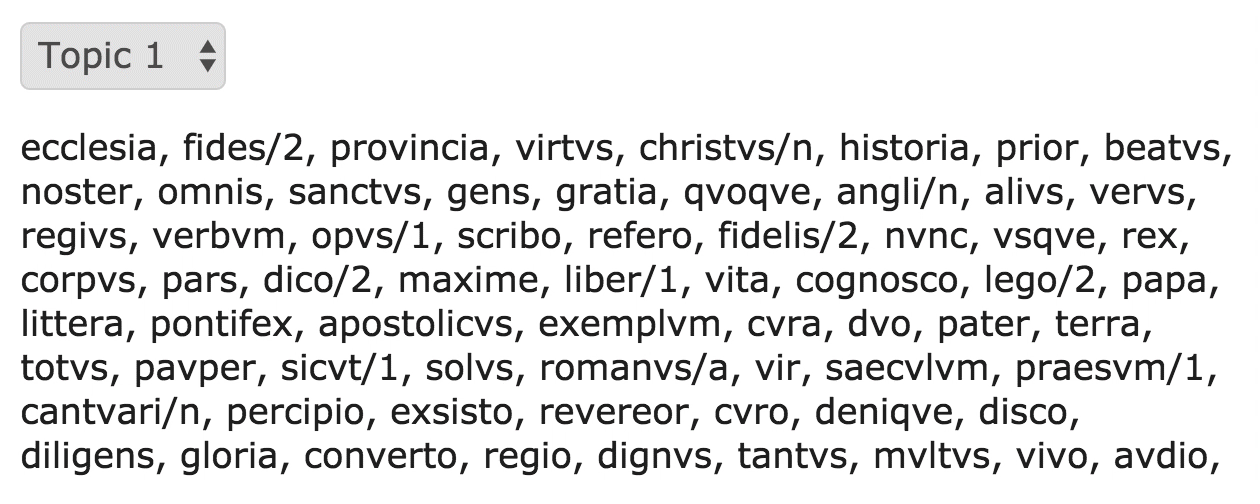 Topic 1
ecclesia, fides/2, provincia, virtvs, christvs/n, historia, prior, beatvs,
noster, omnis, sanctvs, gens, gratia, qvoqve, angli/n, alivs, vervs,
regivs, verbvm, opvs/1, scribo, refero, fidelis/2, nvnc, vsqve, rex,
corpvs, pars, dico/2, maxime, liber/1, vita, cognosco, lego/2, papa,
littera, pontifex, apostolicvs, exemplvm, cvra, dvo, pater, terra,
totvs, pavper, sicvt/1, solvs, romanvs/a, vir, saecvlvm, praesvm/1,
cantvari/n, percipio, exsisto, revereor, cvro, deniqve, disco,
diligens, gloria, converto, regio, dignvs, tantvs, mvltvs, vivo, avdio,